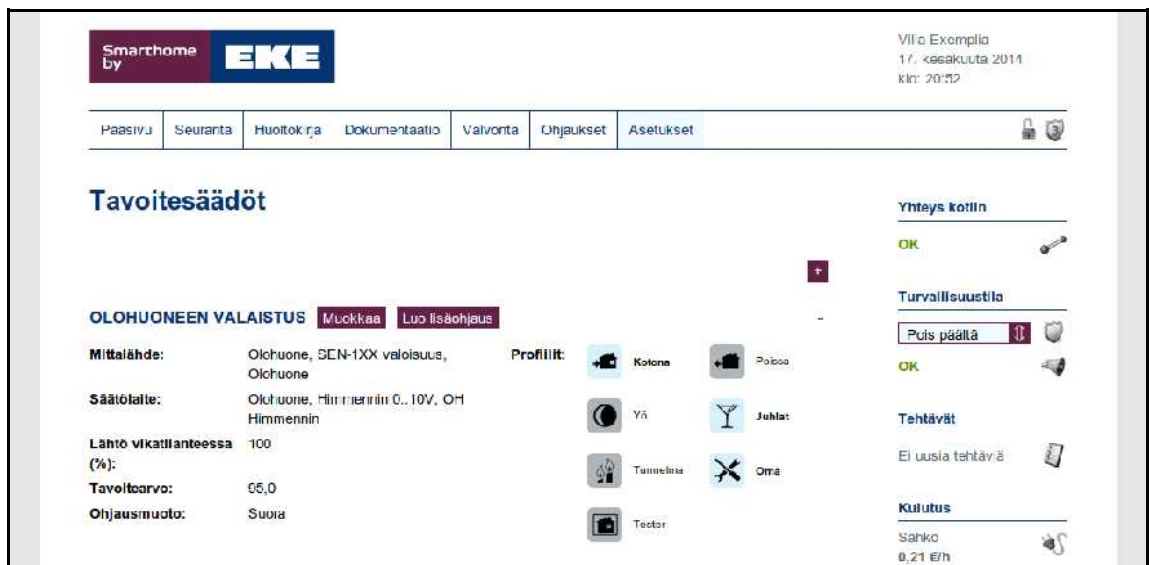 Smarthome
by
EKE
Villa Exemplia
17. kesäkuuta 2014
klo: 20:52
Pääsivu Seuranta Huoltokirja Dokumentaatio Valvonta Ohjaukset Asetukset
3
Tavoitesäädöt
Yhteys kotiin
OK
+
Turvallisuustila
OLOHUONEEN VALAISTUS Muokkaa Luo lisäohjaus -
Pois päältä
Mittalähde: Olohuone, SEN-1XX valoisuus, Profiilit: Kotona Poissa
Olohuone
OK
Säätölaite: Olohuone, Himmennin 0..10V, OH
Himmennin
Yö Juhlat
Tehtävät
Lähtö vikatilanteessa 100
(%):
Ei uusia tehtäviä
Tunnelma Oma
Tavoitearvo: 95,0
Ohjausmuoto: Suora
Kulutus
Testor
Sähkö
0,21 €/h